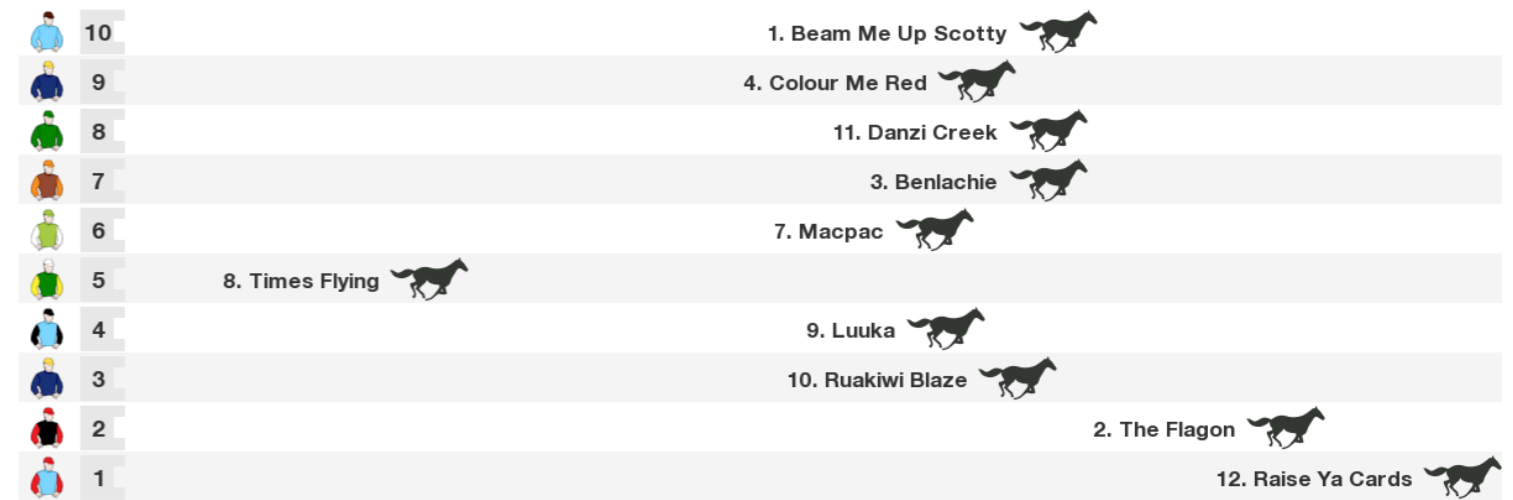 10 1. Beam Me Up Scotty
9 4. Colour Me Red
8 11. Danzi Creek
7 3. Benlachie
6 7. Macpac
5 8. Times Flying
4 9. Luuka
3 10. Ruakiwi Blaze
2 2. The Flagon
1 12. Raise Ya Cards